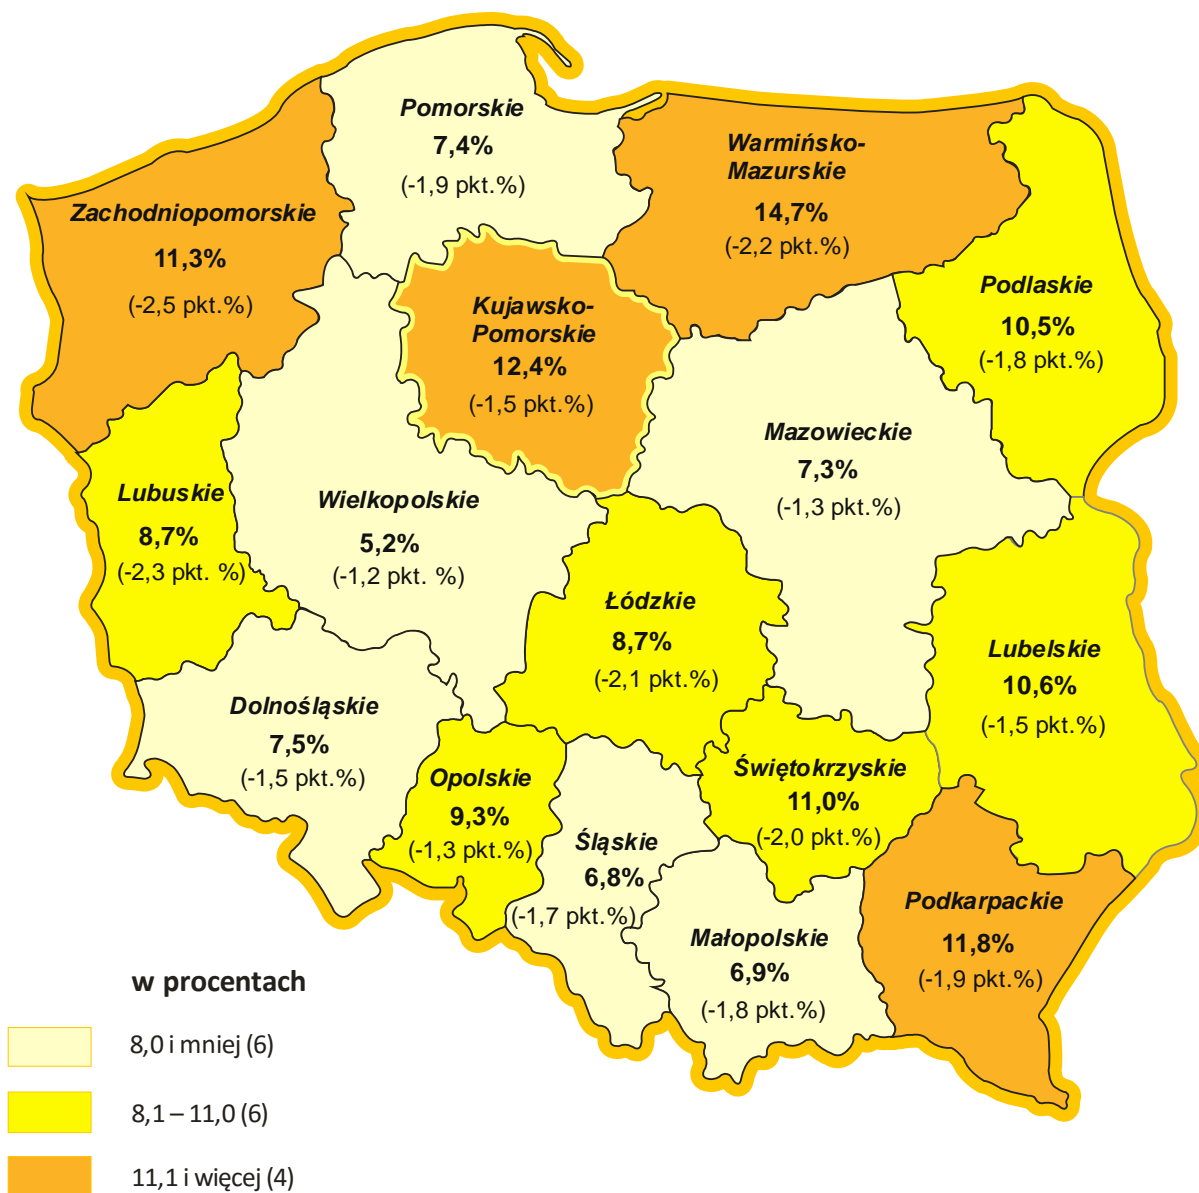 Pomorskie
7,4%
(-1,9 pkt.%)
Warmińsko-
Mazurskie
14,7%
(-2,2 pkt.%)
Zachodniopomorskie
11,3%
(-2,5 pkt.%)
Kujawsko-
Pomorskie
12,4%
(-1,5 pkt.%)
Podlaskie
10,5%
(-1,8 pkt.%)
Mazowieckie
7,3%
(-1,3 pkt.%)
Lubuskie
8,7%
(-2,3 pkt. %)
Wielkopolskie
5,2%
(-1,2 pkt. %)
Łódzkie
8,7%
(-2,1 pkt.%)
Lubelskie
10,6%
(-1,5 pkt.%)
Dolnośląskie
7,5%
(-1,5 pkt.%)
Opolskie
9,3%
(-1,3 pkt.%)
Świętokrzyskie
11,0%
(-2,0 pkt.%)
Śląskie
6,8%
(-1,7 pkt.%)
Małopolskie
6,9%
(-1,8 pkt.%)
Podkarpackie
11,8%
(-1,9 pkt.%)
w procentach
8,0 i mniej (6)
8,1 – 11,0 (6)
11,1 i więcej (4)